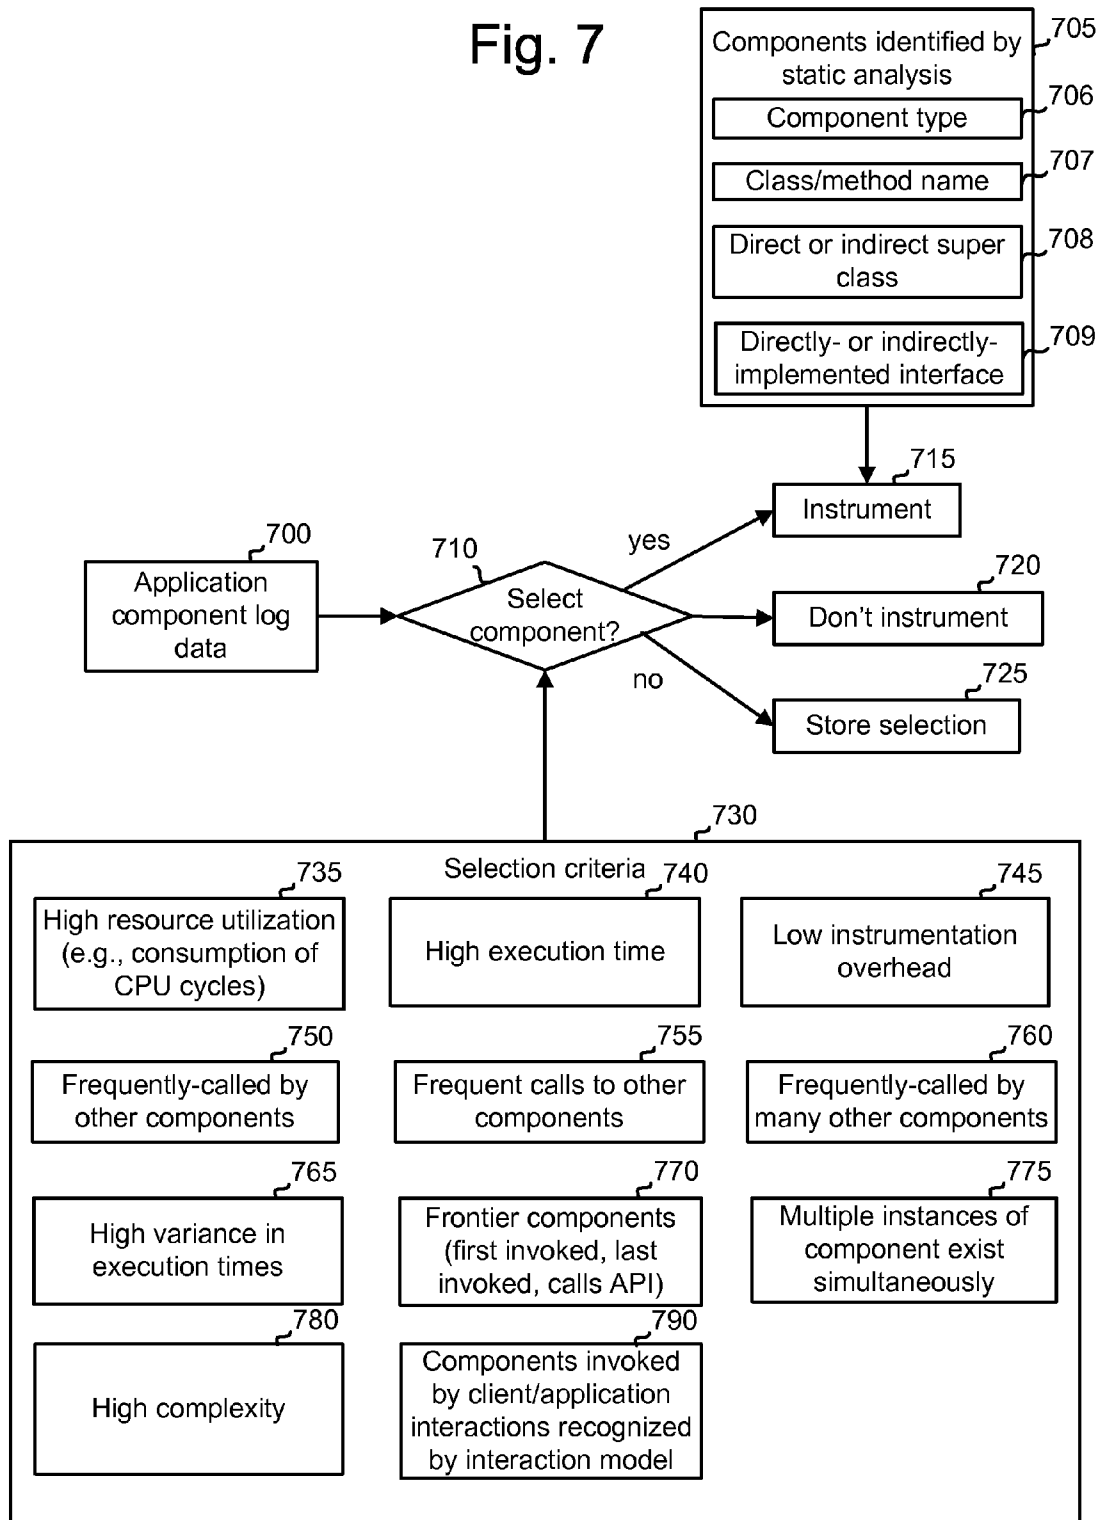 Fig. 7
705
Components identified by
static analysis
706
Component type
707
Class/method name
708
Direct or indirect super
class
709
Directly- or indirectly-
implemented interface
715
Instrument
700
Application
component log
data
710
Select
component?
yes
no
720
Don't instrument
725
Store selection
730
Selection criteria
735
High resource utilization
(e.g., consumption of
CPU cycles)
740
High execution time
745
Low instrumentation
overhead
750
Frequently-called by
other components
755
Frequent calls to other
components
760
Frequently-called by
many other components
765
High variance in
execution times
770
Frontier components
(first invoked, last
invoked, calls API)
775
Multiple instances of
component exist
simultaneously
780
High complexity
790
Components invoked
by client/application
interactions recognized
by interaction model